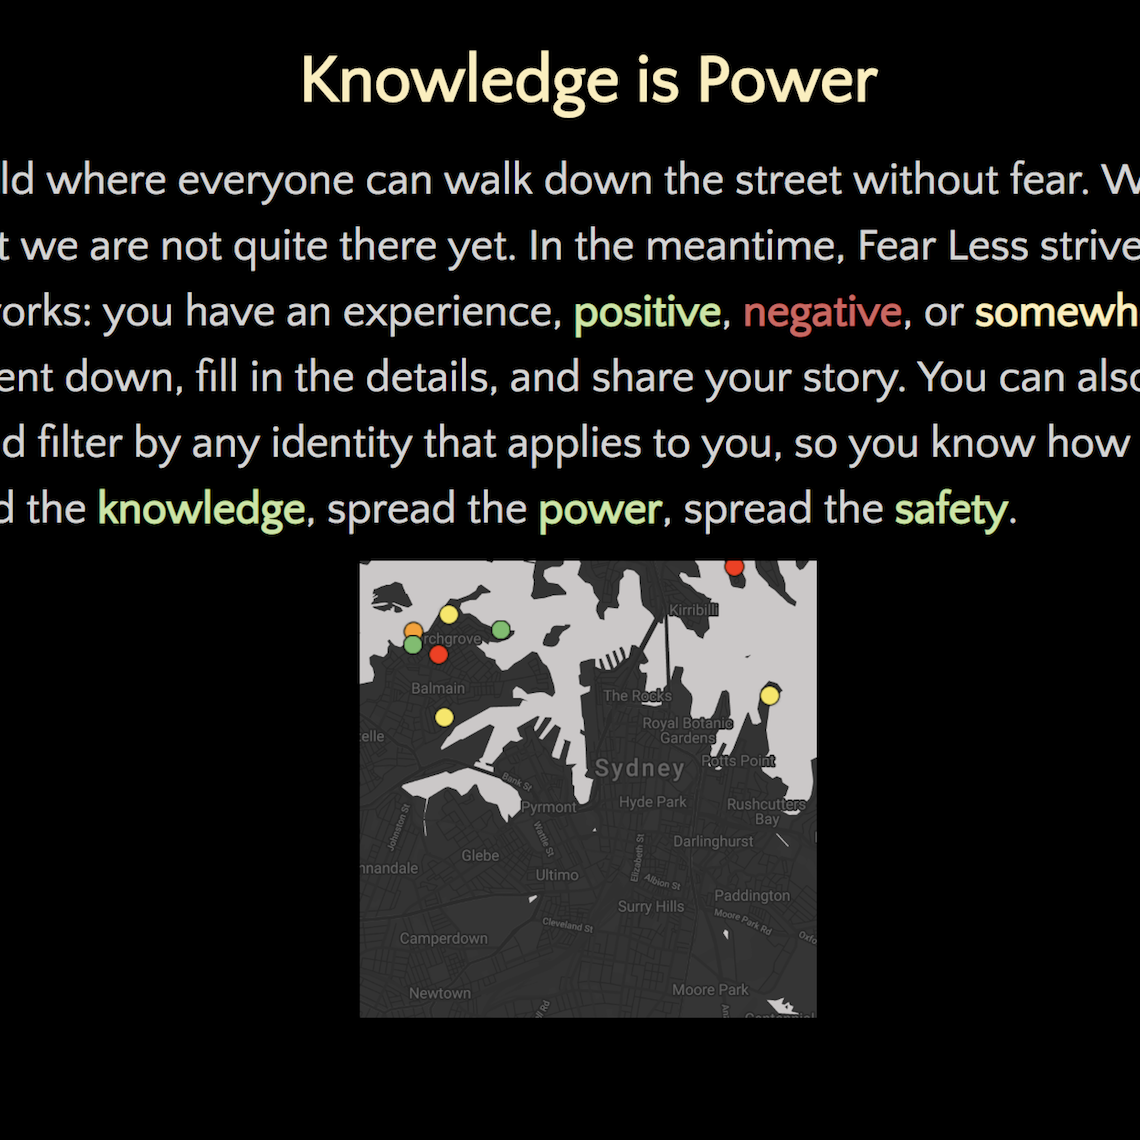 Knowledge is Power
ld where everyone can walk down the street without fear. W
t we are not quite there yet. In the meantime, Fear Less strive
orks: you have an experience, positive, negative, or somewh
ent down, fill in the details, and share your story. You can also
d filter by any identity that applies to you, so you know how
d the knowledge, spread the power, spread the safety.
Kirribilli
rchgrove
Balmain
The Rocks
Royal Botanic
Gardens
elle
Potts Point
Sydney
Bank St
Hyde Park
Pyrmont
Rushcutters
Bay
Johnston St
Wattle St
Elizabeth St
Darlinghurst
Glebe
nnandale
Ultimo
Albion St
Paddington
Surry Hills
Moore Park Rd
Cleveland St
Oxfo
Camperdown
Moore Park
Newtown
Centennial